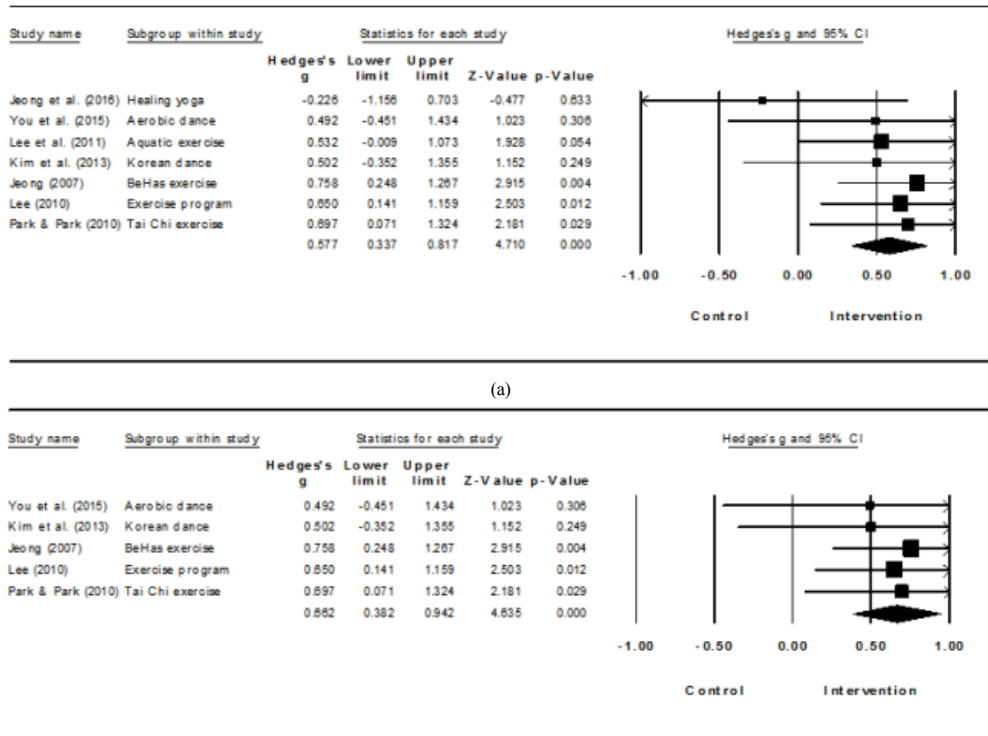 Study name Subgroup within study Statistics for each study Hedges's g and 95% CI
Hedges's Lower Upper
g limit limit Z-Value p-Value
Jeong et al. (2016) Healing yoga -0.226 -1.156 0.703 -0.477 0.633
You et al. (2015) Aerobic dance 0.492 -0.451 1.434 1.023 0.306
Lee et al. (2011) Aquatic exercise 0.532 -0.009 1.073 1.928 0.054
Kim et al. (2013) Korean dance 0.502 -0.352 1.355 1.152 0.249
Jeong (2007) BeHas exercise 0.758 0.248 1.267 2.915 0.004
Lee (2010) Exercise program 0.650 0.141 1.159 2.503 0.012
Park & Park (2010) Tai Chi exercise 0.697 0.071 1.324 2.181 0.029
0.577 0.337 0.817 4.710 0.000
-1.00 -0.50 0.00 0.50 1.00
Control Intervention
(a)
Study name Subgroup within study Statistics for each study Hedges's g and 95% CI
Hedges's Lower Upper
g limit limit Z-Value p-Value
You et al. (2015) Aerobic dance 0.492 -0.451 1.434 1.023 0.306
Kim et al. (2013) Korean dance 0.502 -0.352 1.355 1.152 0.249
Jeong (2007) BeHas exercise 0.758 0.248 1.267 2.915 0.004
Lee (2010) Exercise program 0.650 0.141 1.159 2.503 0.012
Park & Park (2010) Tai Chi exercise 0.697 0.071 1.324 2.181 0.029
0.662 0.382 0.942 4.635 0.000
-1.00 -0.50 0.00 0.50 1.00
Control Intervention